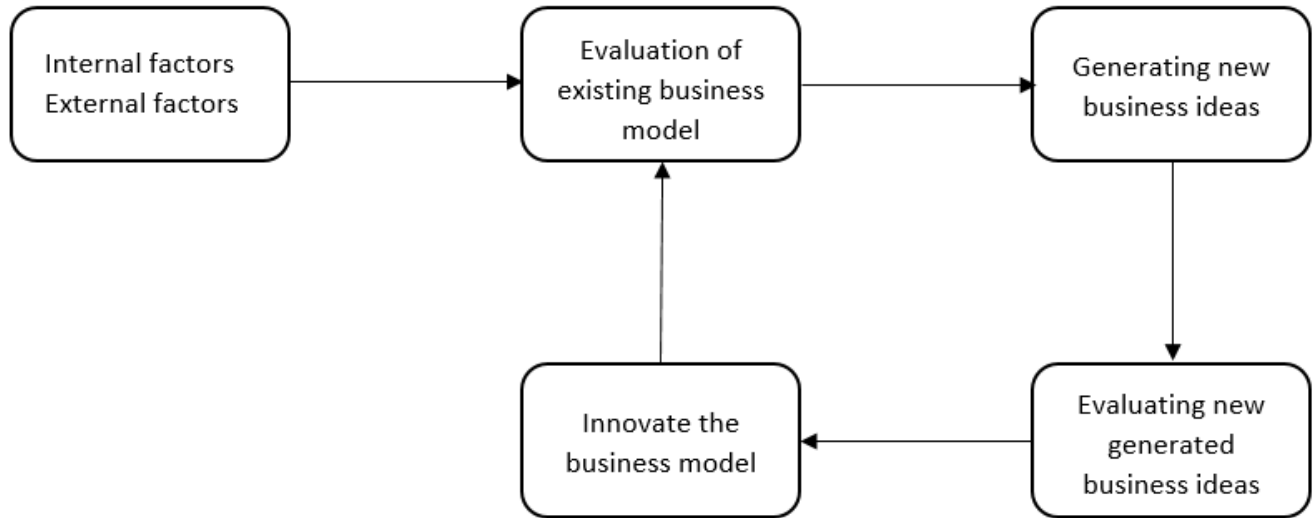 Internal factors
External factors
Evaluation of
existing business
model
Generating new
business ideas
Innovate the
business model
Evaluating new
generated
business ideas